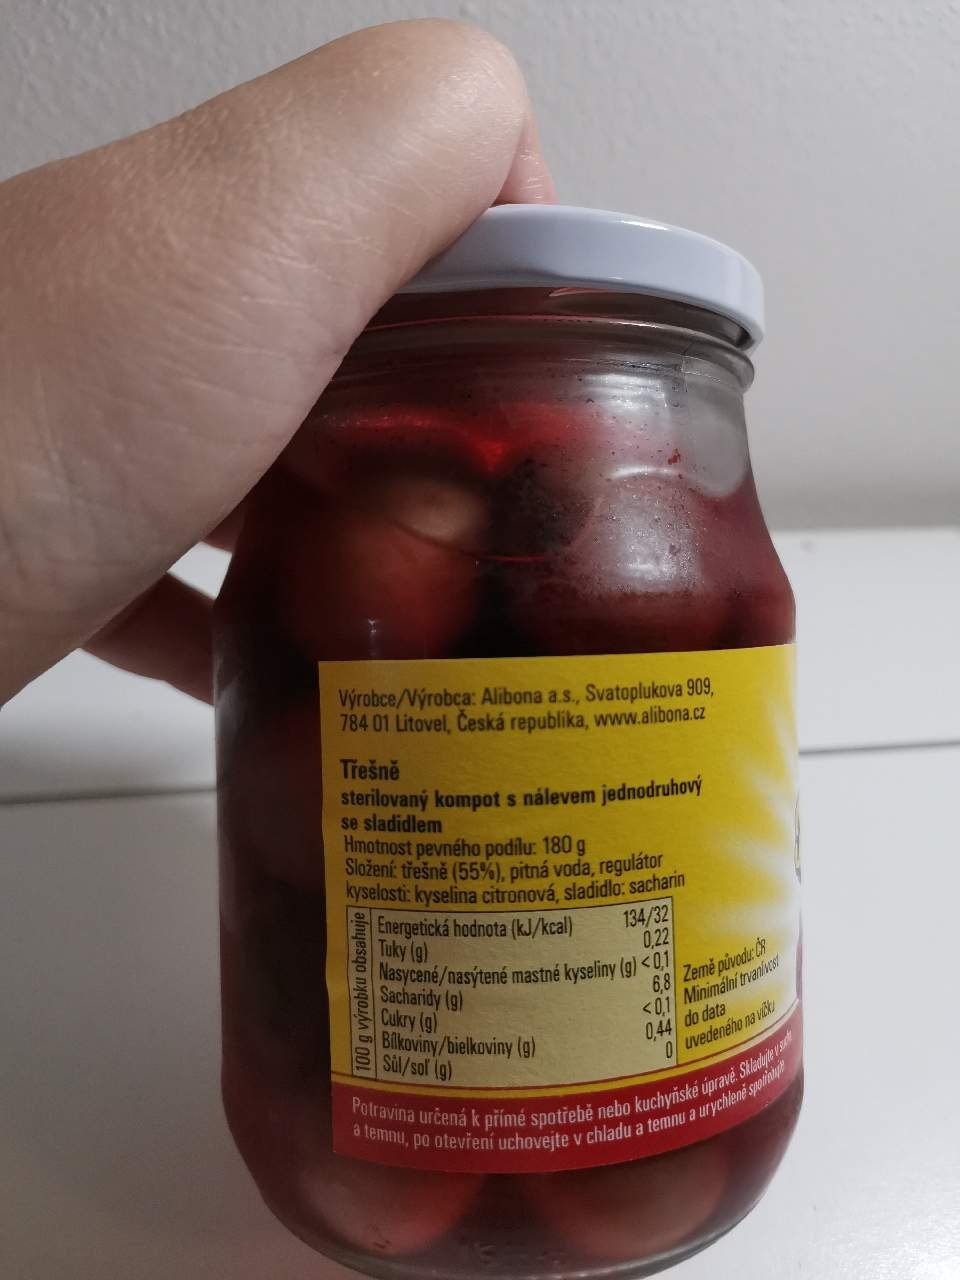 Výrobce/Výrobca: Alibona a.s., Svatoplukova 909,
784 01 Litovel, Česká republika, www.alibona.cz
Třešně
sterilovaný kompot s nálevem jednodruhový
se sladidlem
Hmotnost pevného podílu: 180 g
Složení: třešně (55%), pitná voda, regulátor
kyselosti: kyselina citronová, sladidlo: sacharin
100 g výrobku obsahuje
Energetická hodnota (kJ/kcal) 134/32
Tuky (g) 0,22
Nasycené/nasýtené mastné kyseliny (g) <0,1
Sacharidy (g) 6,8
Cukry (g) <0,1
Bílkoviny/bielkoviny (g) 0,44
Sůl/soľ (g) 0
Země původu: ČR
Minimální trvanlivost
do data
uvedeného na víčku
Potravina určená k přímé spotřebě nebo kuchyňské úpravě. Skladujte v suchu
a temnu, po otevření uchovejte v chladu a temnu a urychleně spotřebujte